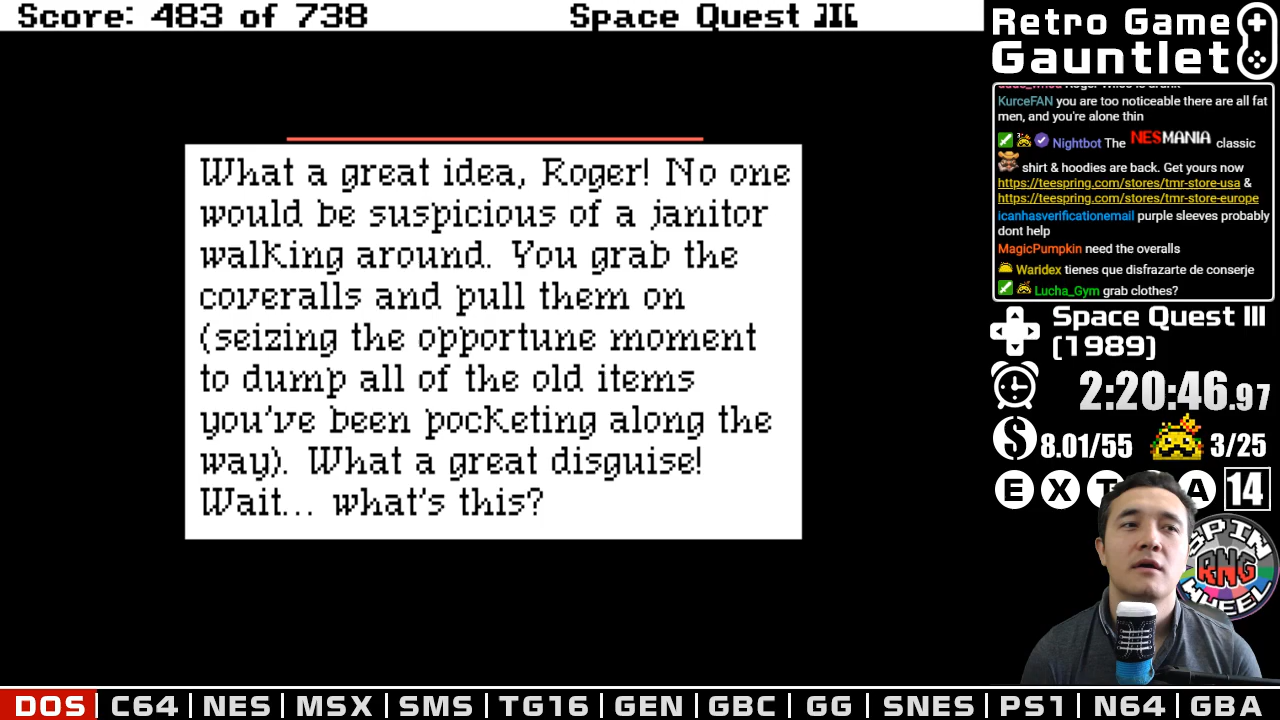 Score: 483 of 738
Space Quest III
What a great idea, Roger! No one
would be suspicious of a janitor
walking around. You grab the
coveralls and pull them on
(seizing the opportune moment
to dump all of the old items
you've been pocketing along the
way). What a great disguise!
Wait... what's this?
Retro Game
Gauntlet
KurceFAN you are too noticeable there are all fat
men, and you're alone thin
Nightbot The NESMANIA classic
shirt & hoodies are back. Get yours now
https://teespring.com/stores/tmr-store-usa &
https://teespring.com/stores/tmr-store-europe
icanhasverificationemail purple sleeves probably
dont help
MagicPumpkin need the overalls
Waridex tienes que disfrazarte de conserje
Lucha_Gym grab clothes?
Space Quest III
(1989)
2:20:46.97
$ 8.01/55 3/25
E X T A 14
SPIN
RNG
WHEEL
DOS C64 NES MSX SMS TG16 GEN GBC GG SNES PS1 N64 GBA